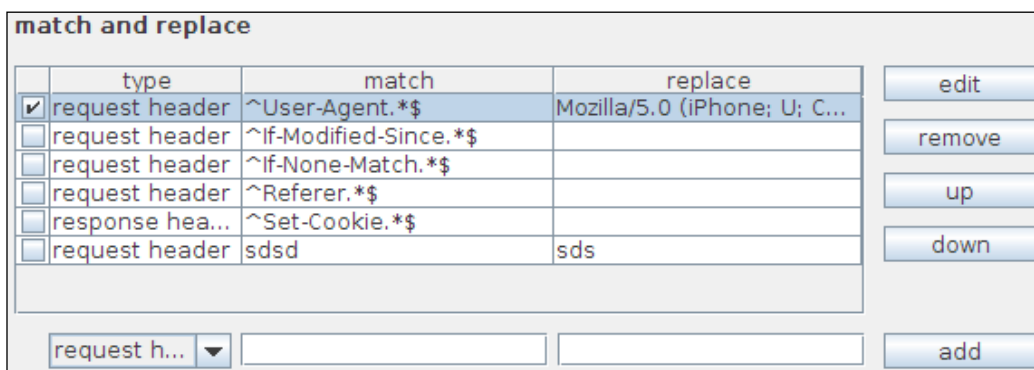 match and replace
type match replace edit
request header ^User-Agent.*$ Mozilla/5.0 (iPhone; U; C...
request header ^If-Modified-Since.*$ remove
request header ^If-None-Match.*$
request header ^Referer.*$ up
response hea... ^Set-Cookie.*$
request header sdsd sds down
request h... add